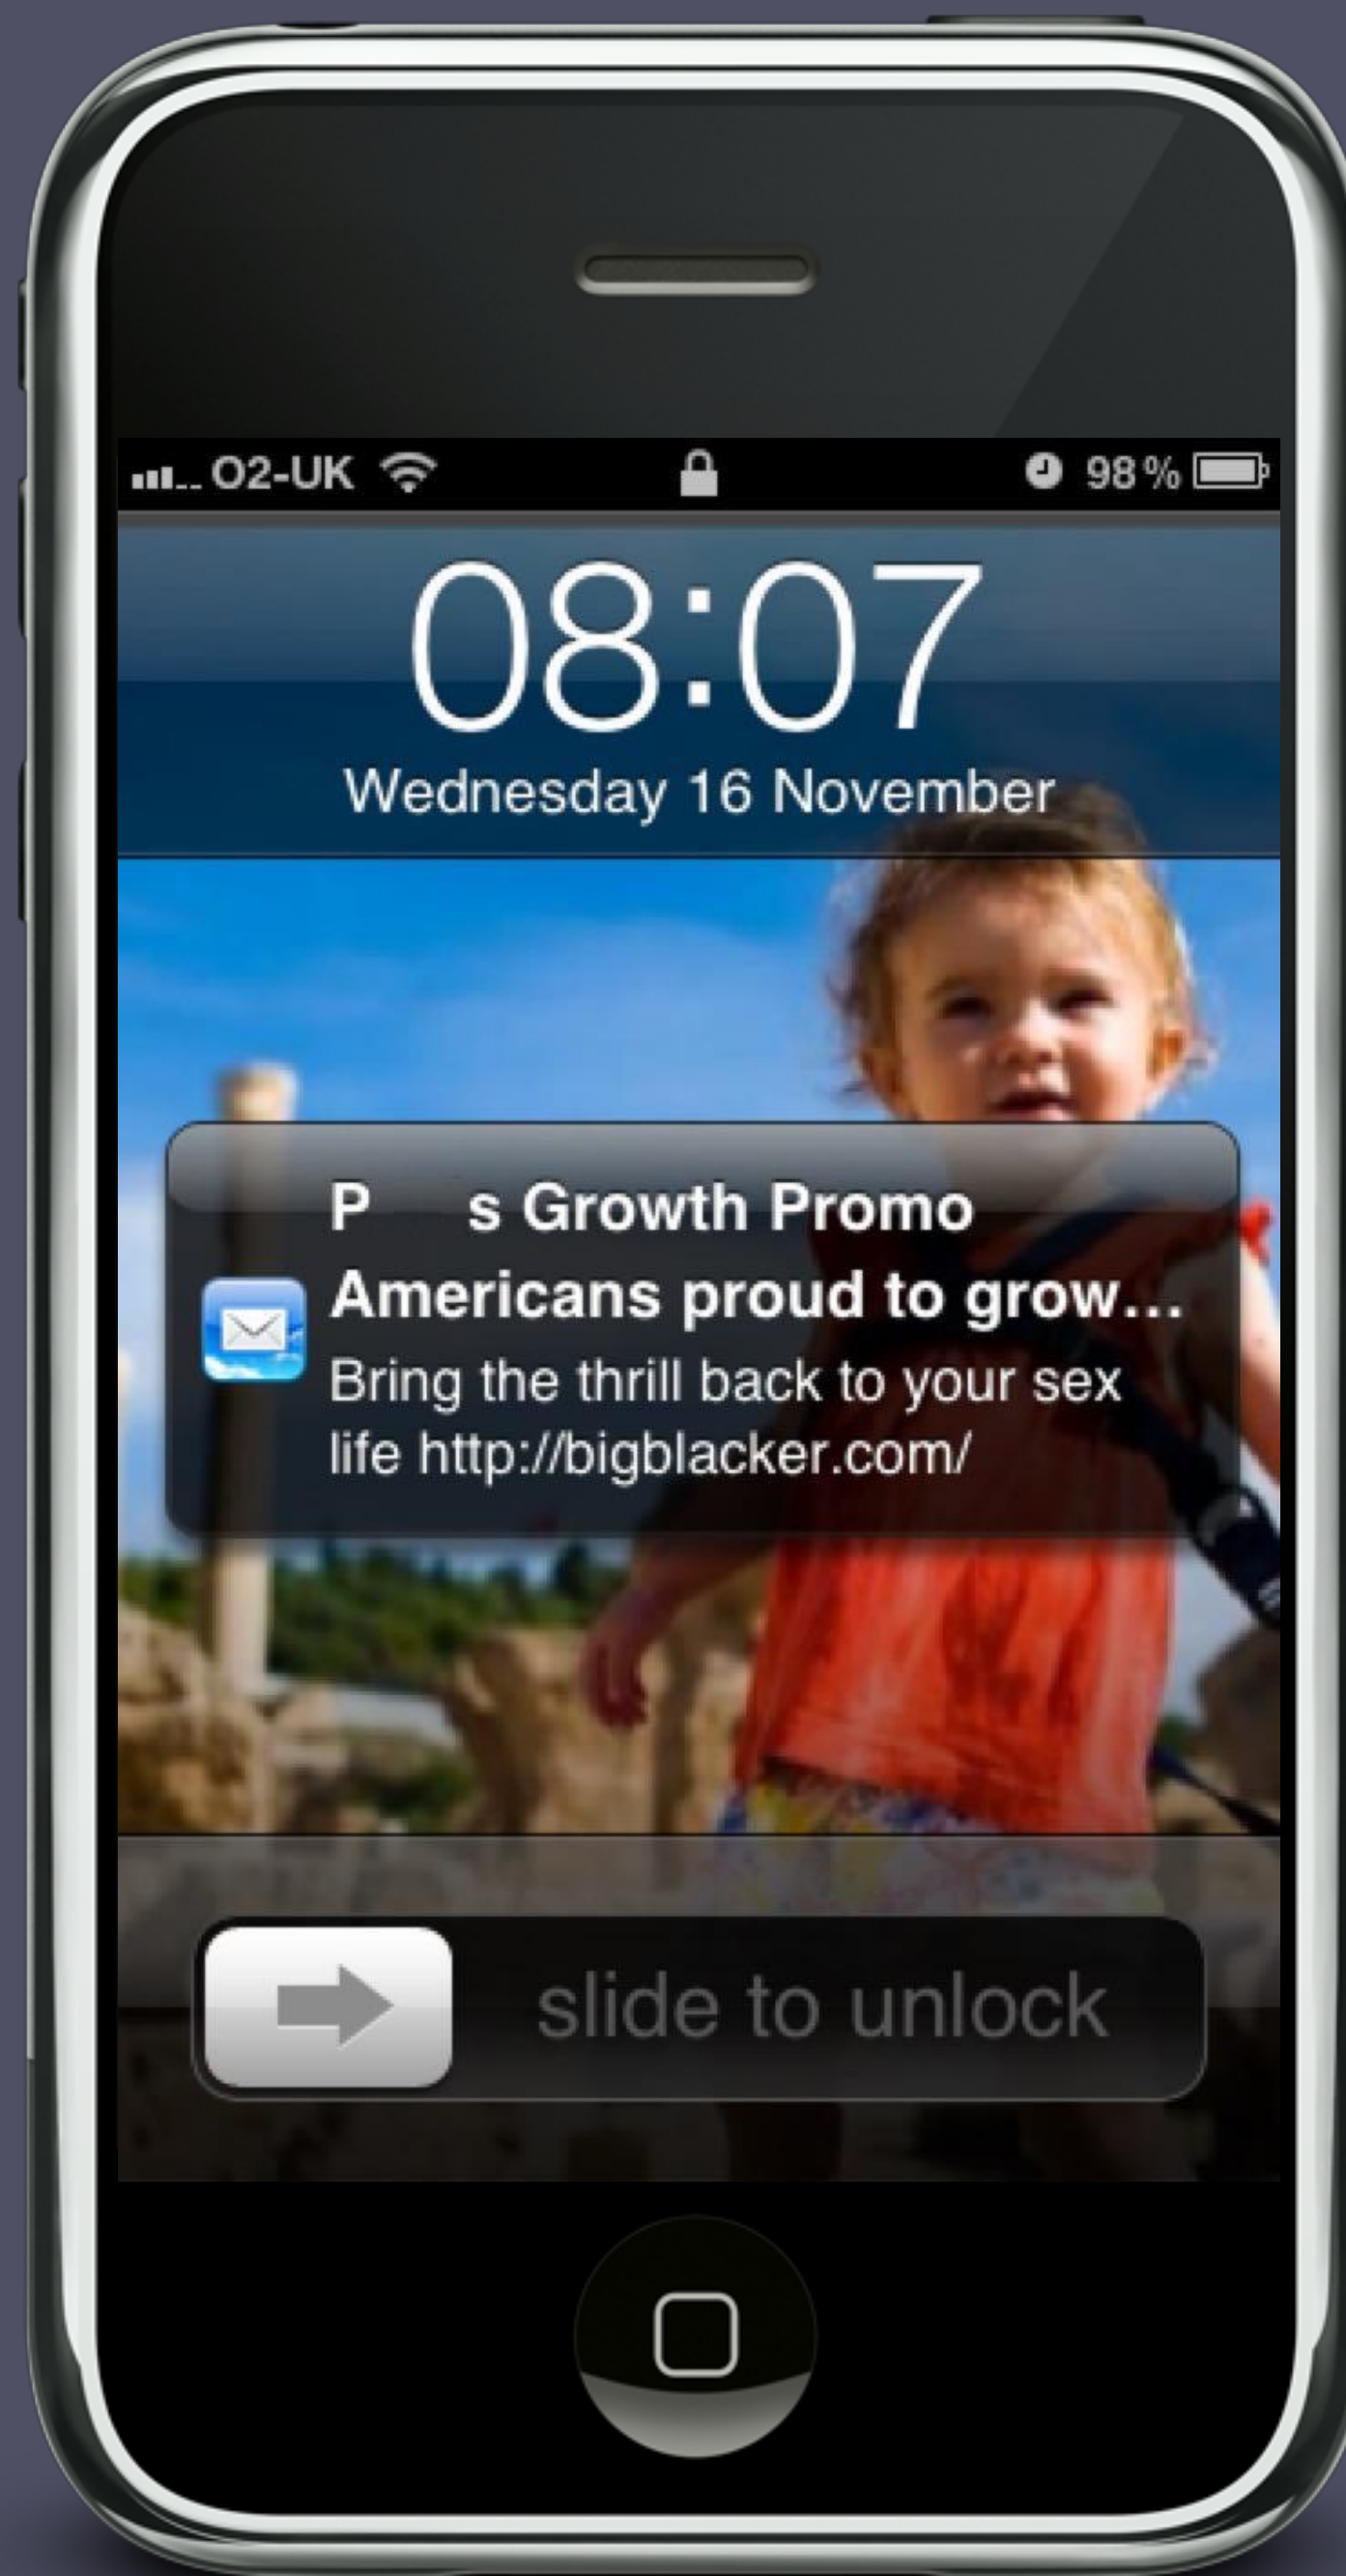 O2-UK 98%
08:07
Wednesday 16 November
P s Growth Promo
Americans proud to grow...
Bring the thrill back to your sex
life http://bigblacker.com/
slide to unlock